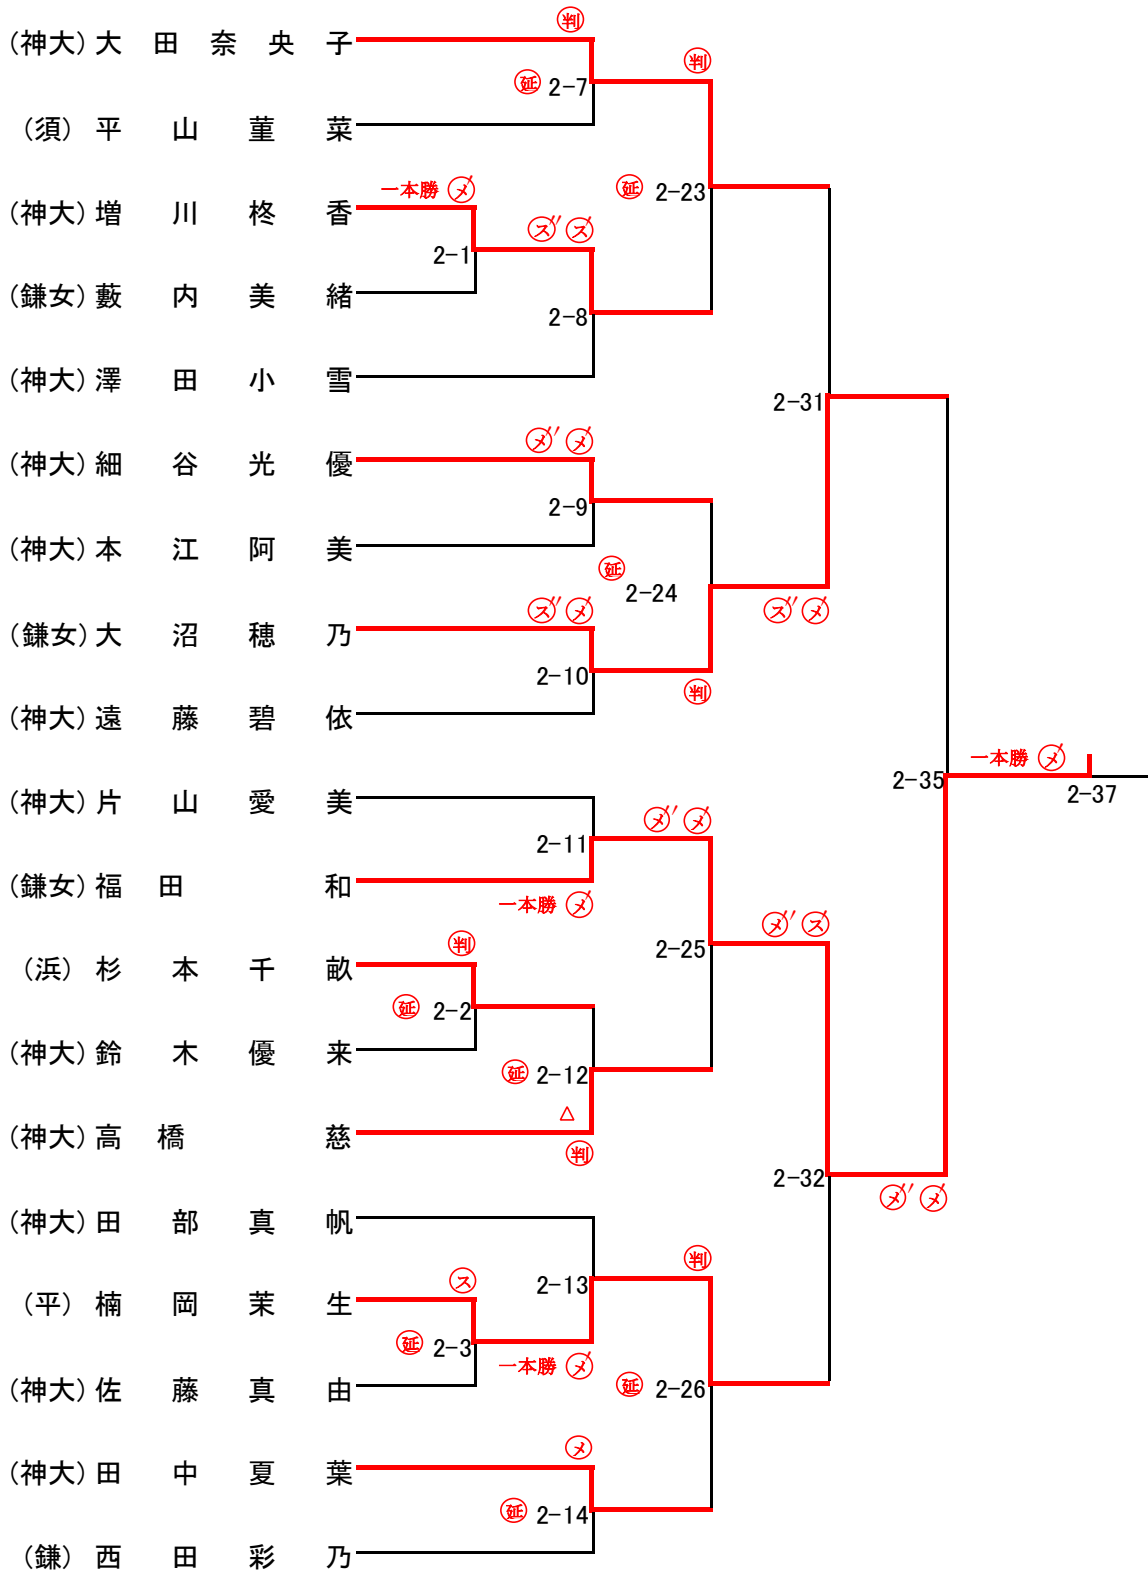 判
(神大) 大田奈央子
延 2-7
判
(須) 平山菫菜
延 2-23
一本勝 メ
(神大) 増川柊香
ス ス
2-1
(鎌女) 藪内美緒
2-8
(神大) 澤田小雪
2-31
メ メ
(神大) 細谷光優
2-9
(神大) 本江阿美
延 2-24
ス メ
ス メ
(鎌女) 大沼穂乃
2-10
判
(神大) 遠藤碧依
一本勝 メ
2-35
2-37
(神大) 片山愛美
メ メ
2-11
(鎌女) 福田和
一本勝 メ
メ ス
判
2-25
(浜) 杉本千畝
延 2-2
(神大) 鈴木優来
延 2-12
△
(神大) 高橋慈
判
2-32
メ メ
(神大) 田部真帆
判
ス
2-13
(平) 楠岡茉生
延 2-3
一本勝 メ
延 2-26
(神大) 佐藤真由
メ
(神大) 田中夏葉
延 2-14
(鎌) 西田彩乃